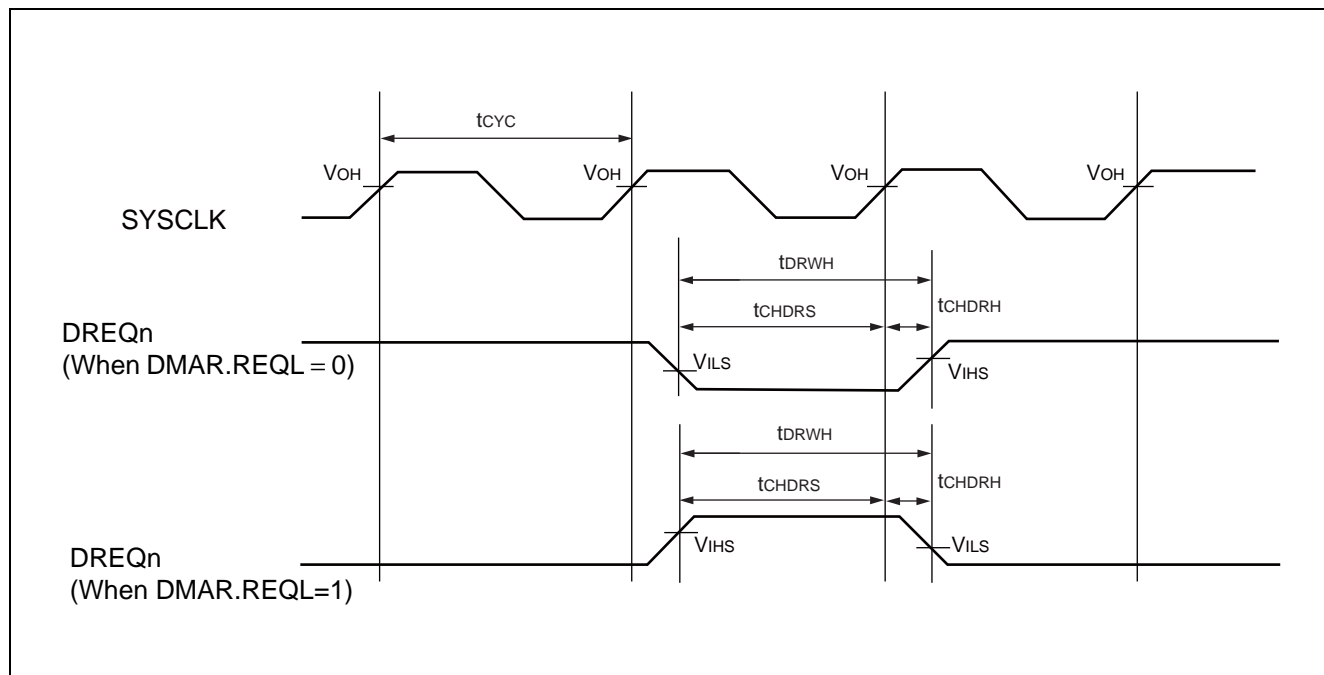 tCYC
VOH VOH VOH VOH
SYSCLK
tDRWH
tCHDRS tCHDRH
DREQn
(When DMAR.REQL = 0)
VILS VIHS
tDRWH
tCHDRS tCHDRH
VIHS VILS
DREQn
(When DMAR.REQL=1)